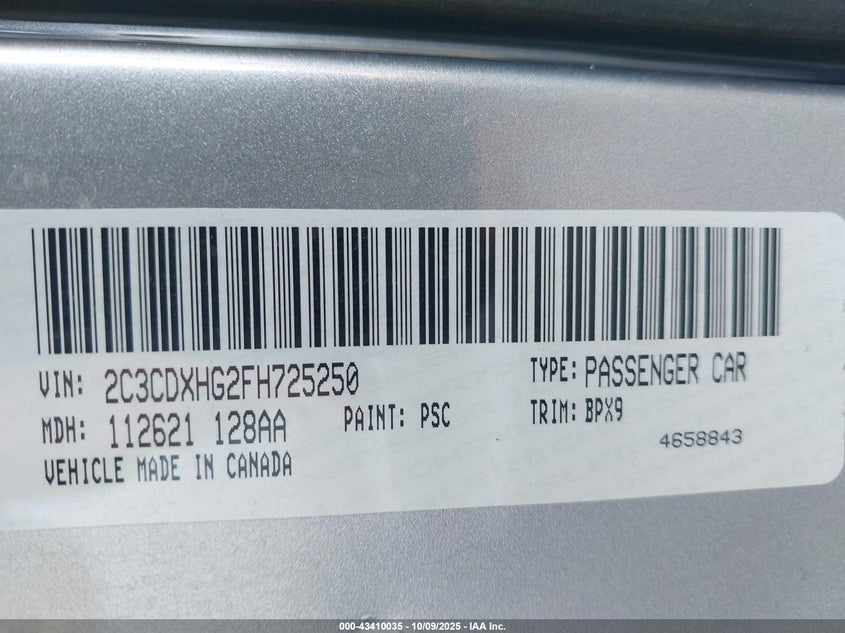 VIN: 2C3CDXHG2FH725250
TYPE: PASSENGER CAR
MDH: 112621 128AA
PAINT: PSC
TRIM: BPX9
4658843
VEHICLE MADE IN CANADA
000-43410035 - 10/09/2025 - IAA Inc.